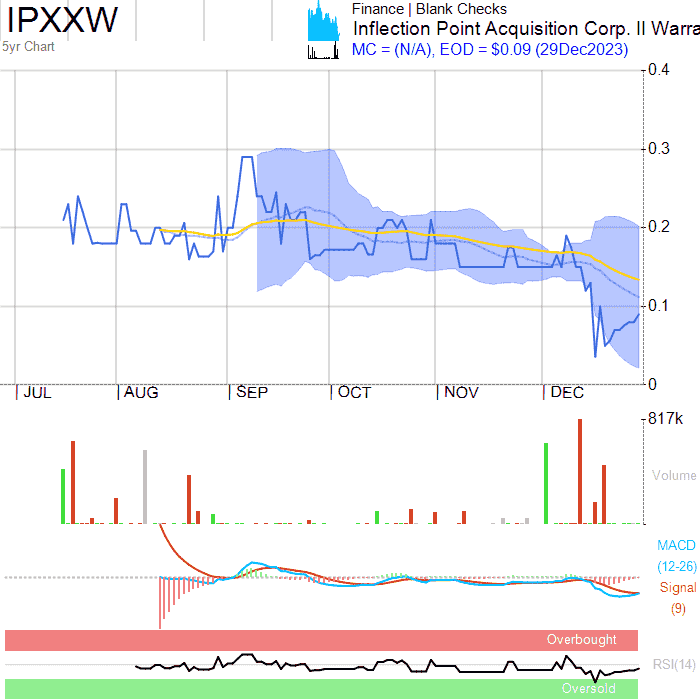 IPXXW
Finance | Blank Checks
Inflection Point Acquisition Corp. II Warra
5yr Chart
MC = (N/A), EOD = $0.09 (29Dec2023)
0.4
0.3
0.2
0.1
0
JUL AUG SEP OCT NOV DEC
817k
Volume
MACD
(12-26)
Signal
(9)
Overbought
RSI(14)
Oversold